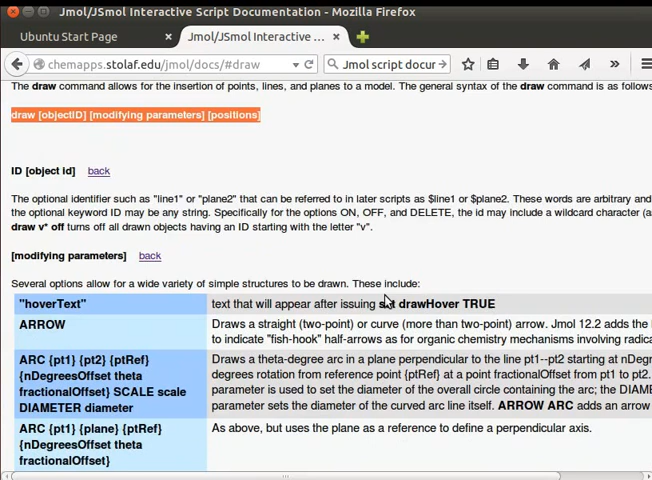 Jmol/JSmol Interactive Script Documentation - Mozilla Firefox
Ubuntu Start Page
Jmol/JSmol Interactive ...
chemapps.stolaf.edu/jmol/docs/#draw
Jmol script docur
The draw command allows for the insertion of points, lines, and planes to a model. The general syntax of the draw command is as follows
draw [objectID] [modifying parameters] [positions]
ID [object id] back
The optional identifier such as "line1" or "plane2" that can be referred to in later scripts as $line1 or $plane2. These words are arbitrary and
the optional keyword ID may be any string. Specifically for the options ON, OFF, and DELETE, the id may include a wildcard character (a
draw v* off turns off all drawn objects having an ID starting with the letter "v".
[modifying parameters] back
Several options allow for a wide variety of simple structures to be drawn. These include:
"hoverText" text that will appear after issuing set drawHover TRUE
ARROW Draws a straight (two-point) or curve (more than two-point) arrow. Jmol 12.2 adds the
to indicate "fish-hook" half-arrows as for organic chemistry mechanisms involving radica
ARC {pt1} {pt2} {ptRef} Draws a theta-degree arc in a plane perpendicular to the line pt1--pt2 starting at nDegr
{nDegreesOffset theta degrees rotation from reference point {ptRef} at a point fractionalOffset from pt1 to pt2.
fractionalOffset} SCALE scale parameter is used to set the diameter of the overall circle containing the arc; the DIAME
DIAMETER diameter parameter sets the diameter of the curved arc line itself. ARROW ARC adds an arrow
ARC {pt1} {plane} {ptRef} As above, but uses the plane as a reference to define a perpendicular axis.
{nDegreesOffset theta
fractionalOffset}